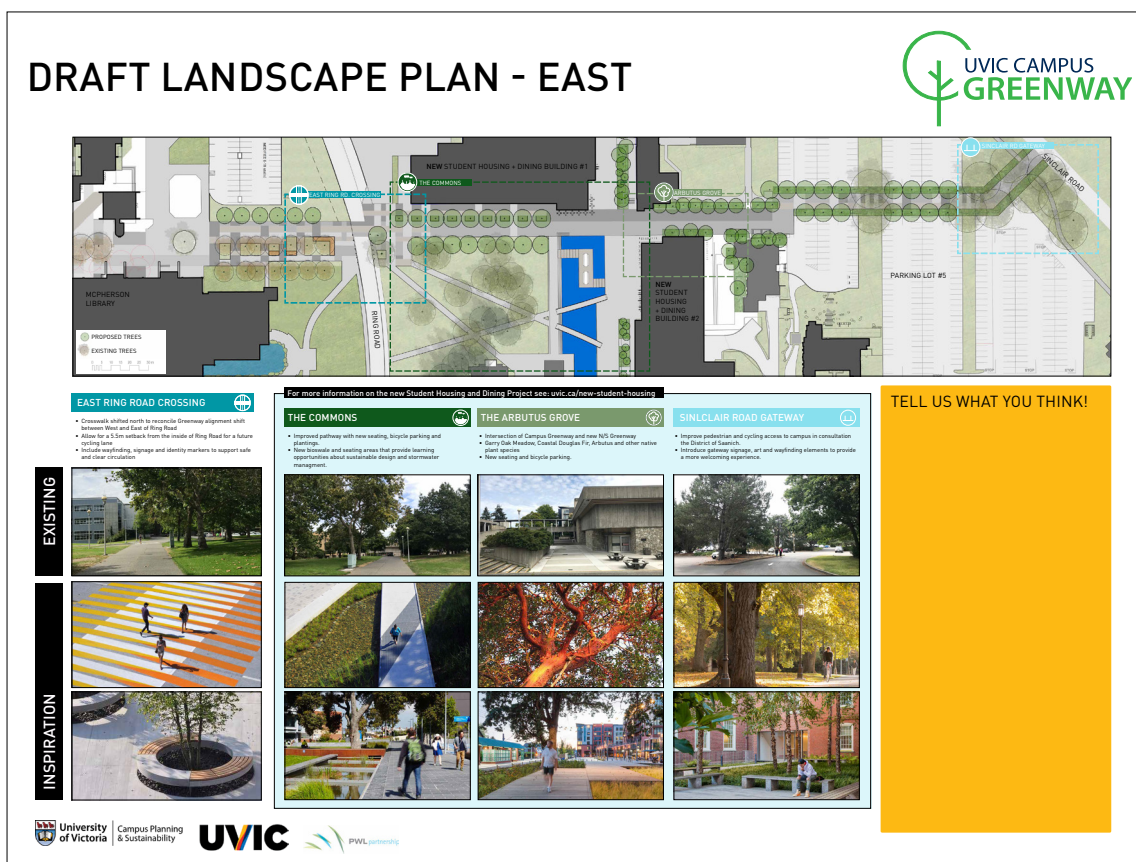 DRAFT LANDSCAPE PLAN - EAST
UVIC CAMPUS
GREENWAY
SINCLAIR RD GATEWAY
SINCLAIR ROAD
NEW STUDENT HOUSING + DINING BUILDING #1
THE COMMONS
EAST RING RD. CROSSING
ARBUTUS GROVE
MCPHERSON
LIBRARY
RING ROAD
NEW
STUDENT
HOUSING
+ DINING
BUILDING #2
PARKING LOT #5
PROPOSED TREES
EXISTING TREES
For more information on the new Student Housing and Dining Project see: uvic.ca/new-student-housing
EAST RING ROAD CROSSING
• Crosswalk shifted north to reconcile Greenway alignment shift
between West and East of Ring Road
• Allow for a 5.5m setback from the inside of Ring Road for a future
cycling lane
• Include wayfinding, signage and identity markers to support safe
and clear circulation
THE COMMONS
• Improved pathway with new seating, bicycle parking and
plantings.
• New bioswale and seating areas that provide learning
opportunities about sustainable design and stormwater
managment.
THE ARBUTUS GROVE
• Intersection of Campus Greenway and new N/S Greenway
• Garry Oak Meadow, Coastal Douglas Fir, Arbutus and other native
plant species
• New seating and bicycle parking.
SINLCLAIR ROAD GATEWAY
• Improve pedestrian and cycling access to campus in consultation
the District of Saanich.
• Introduce gateway signage, art and wayfinding elements to provide
a more welcoming experience.
TELL US WHAT YOU THINK!
EXISTING
INSPIRATION
University
of Victoria
Campus Planning
& Sustainability
UVIC
PWL partnership